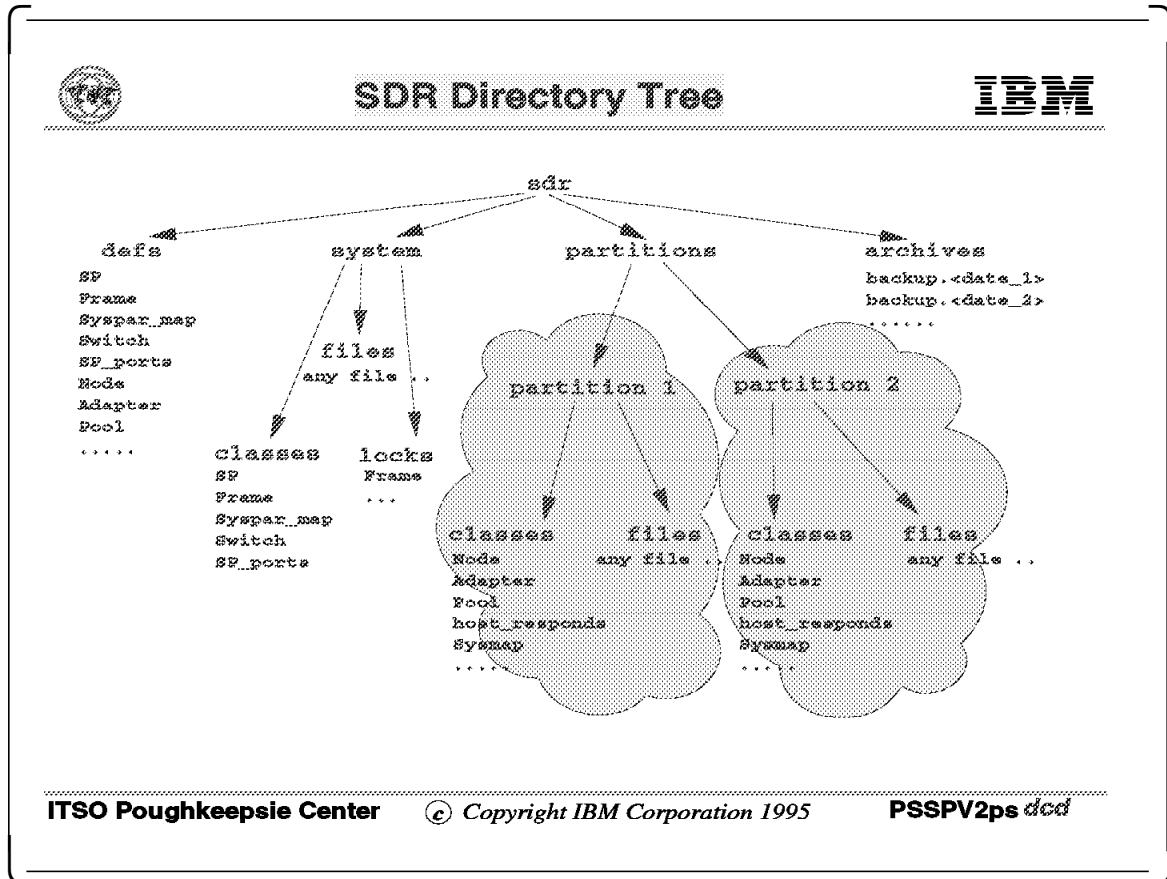 SDR Directory Tree
IBM
sdr
defs
SP
Frame
Syspar_map
Switch
SP_ports
Node
Adapter
Pool
.....
system
files
any file ..
classes
SP
Frame
Syspar_map
Switch
SP_ports
locks
Frame
...
partitions
partition 1
classes
Node
Adapter
Pool
host_responds
Sysmap
.....
files
any file ..
partition 2
classes
Node
Adapter
Pool
host_responds
Sysmap
.....
files
any file ..
archives
backup.<date_1>
backup.<date_2>
......
ITSO Poughkeepsie Center
© Copyright IBM Corporation 1995
PSSPV2ps dcd